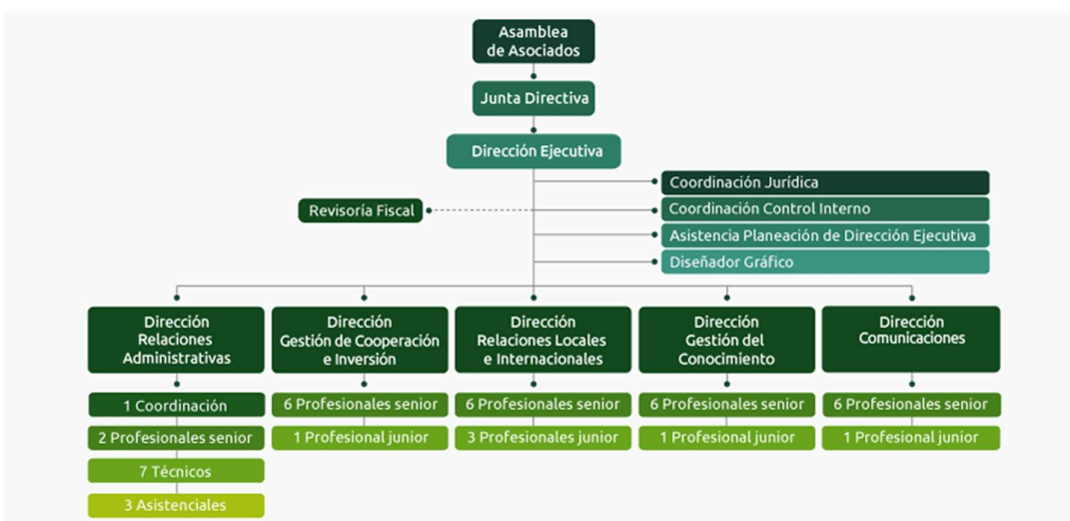 Asamblea
de Asociados
Junta Directiva
Dirección Ejecutiva
Coordinación Jurídica
Revisoría Fiscal
Coordinación Control Interno
Asistencia Planeación de Dirección Ejecutiva
Diseñador Gráfico
Dirección
Relaciones
Administrativas
1 Coordinación
2 Profesionales senior
7 Técnicos
3 Asistenciales
Dirección
Gestión de Cooperación
e Inversión
6 Profesionales senior
1 Profesional junior
Dirección
Relaciones Locales
e Internacionales
6 Profesionales senior
3 Profesionales junior
Dirección
Gestión del
Conocimiento
6 Profesionales senior
1 Profesional junior
Dirección
Comunicaciones
6 Profesionales senior
1 Profesional junior